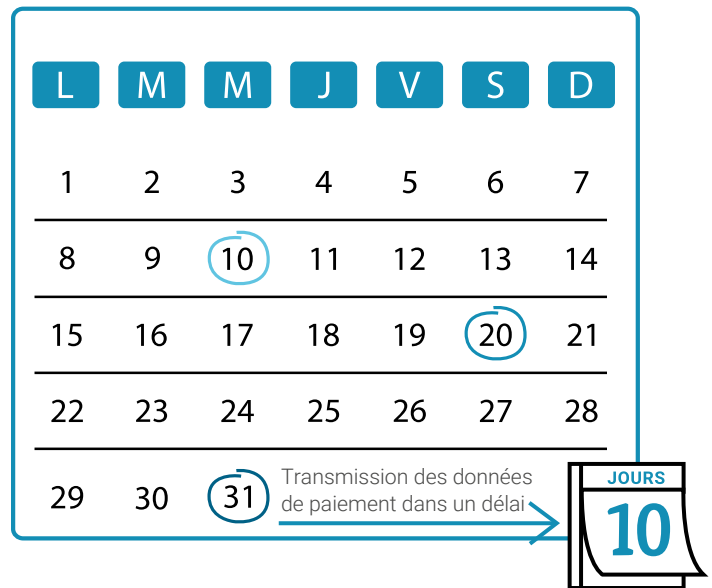 L M M J V S D
1 2 3 4 5 6 7
8 9 10 11 12 13 14
15 16 17 18 19 20 21
22 23 24 25 26 27 28
29 30 31
Transmission des données
de paiement dans un délai
JOURS
10